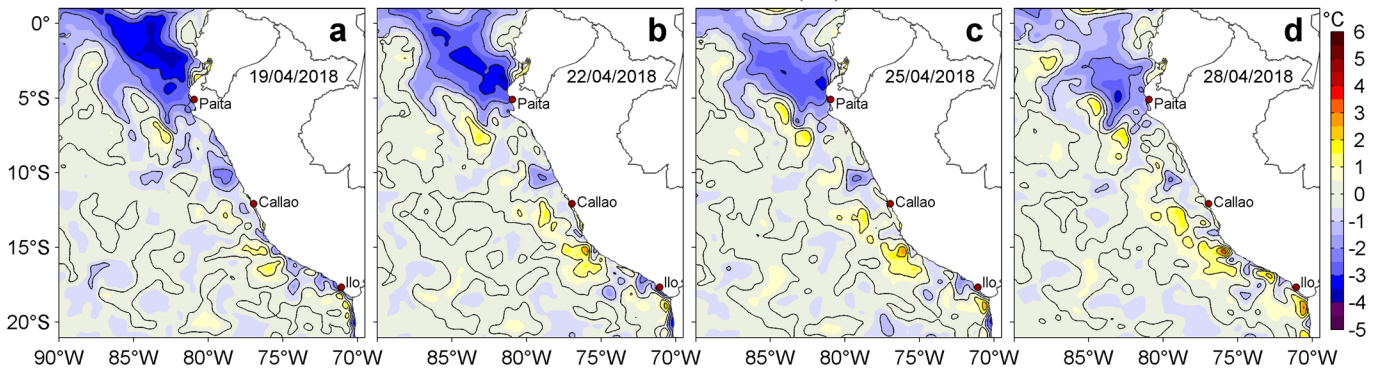 a b c d °C
0° 6
19/04/2018 22/04/2018 25/04/2018 28/04/2018 5
4
5°S Paita Paita Paita Paita 3
2
10°S 1
0
Callao Callao Callao Callao -1
15°S -2
Ilo Ilo Ilo Ilo -3
-4
20°S -5
90°W 85°W 80°W 75°W 70°W 85°W 80°W 75°W 70°W 85°W 80°W 75°W 70°W 85°W 80°W 75°W 70°W